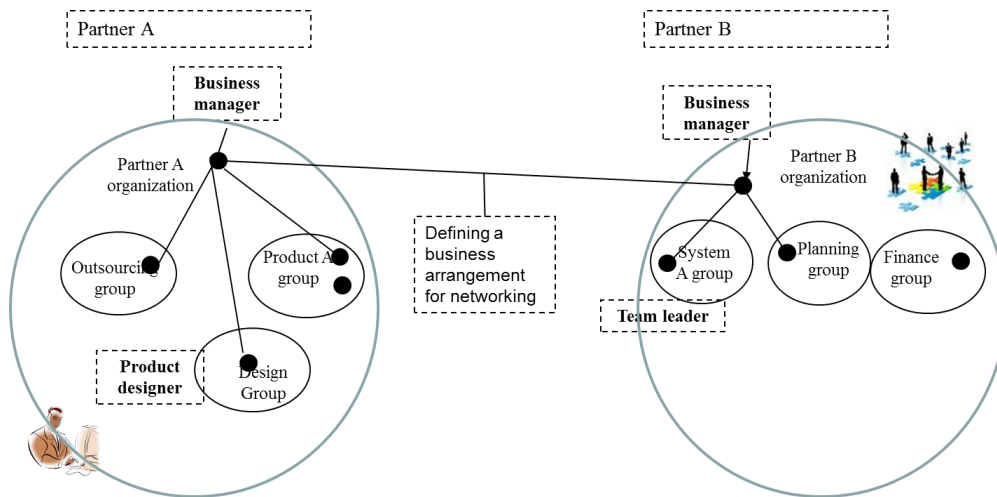 Partner A
Partner B
Business
manager
Business
manager
Partner A
organization
Partner B
organization
Outsourcing
group
Product A
group
Defining a
business
arrangement
for networking
System
A group
Planning
group
Finance
group
Team leader
Product
designer
Design
Group